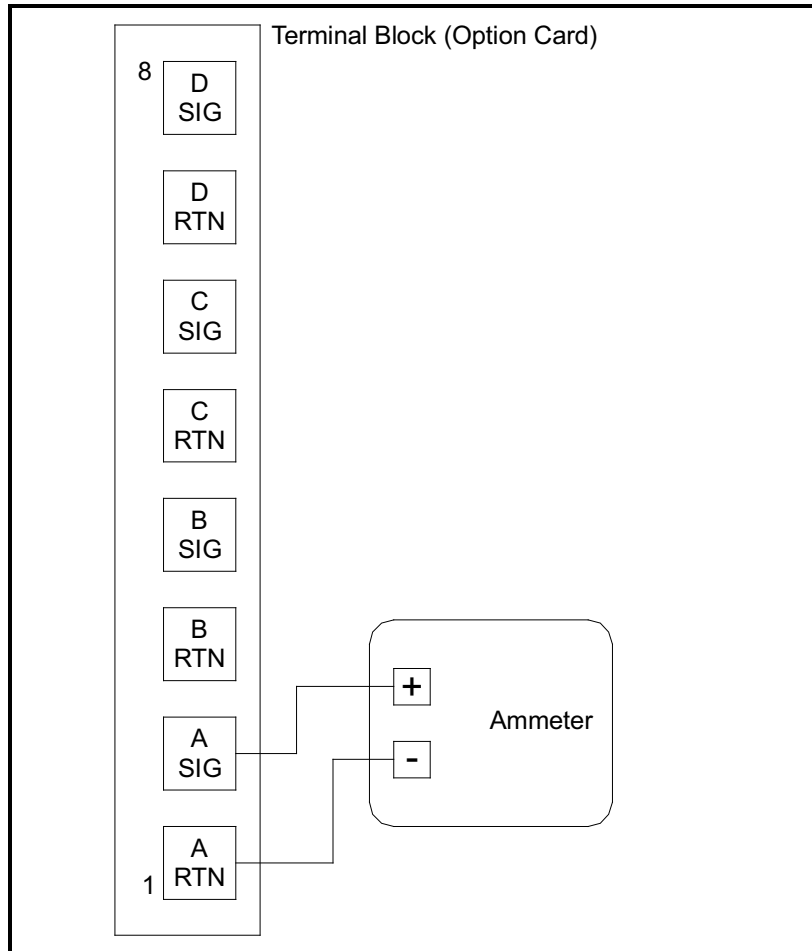 Terminal Block (Option Card)
8
D
SIG
D
RTN
C
SIG
C
RTN
B
SIG
B
RTN
A
SIG
1
A
RTN
+
-
Ammeter